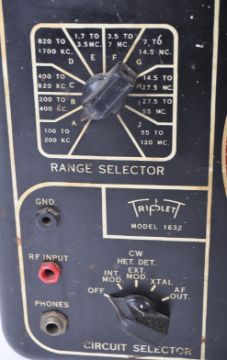 820 TO
1700 KC.
1.7 TO
3.5 MC.
3.5 TO
7 MC.
7 TO
14.5 MC.
D
E
F
G
400 TO
820 KC.
C
H
14.5 TO
27.5 MC.
200 TO
400 KC.
B
I
27.5 TO
55 MC.
A
J
100 TO
200 KC.
55 TO
120 MC.
RANGE SELECTOR
GND.
TRIPLETT
MODEL 1632
RF INPUT
CW
HET. DET.
INT.
MOD.
EXT.
MOD.
XTAL
OFF
AF
OUT.
PHONES
CIRCUIT SELECTOR